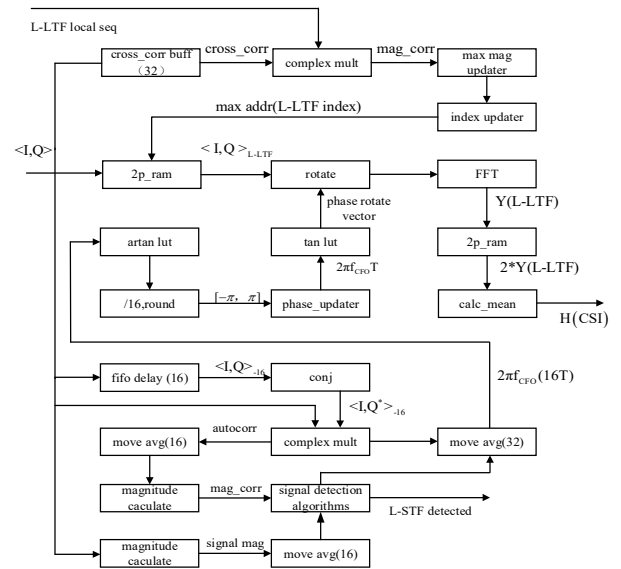 L-LTF local seq
cross_corr buff
（32）
cross_corr
complex mult
mag_corr
max mag
updater
max addr(L-LTF index)
index updater
<I,Q>
2p_ram
< I,Q >L-LTF
rotate
FFT
phase rotate
vector
Y(L-LTF)
artan lut
tan lut
2p_ram
2πfCFOT
2*Y(L-LTF)
/16,round
[−π, π]
phase_updater
calc_mean
H(CSI)
fifo delay (16)
<I,Q>-16
conj
2πfCFO(16T)
<I,Q*>-16
move avg(16)
autocorr
complex mult
move avg(32)
magnitude
caculate
mag_corr
signal detection
algorithms
L-STF detected
magnitude
caculate
signal mag
move avg(16)